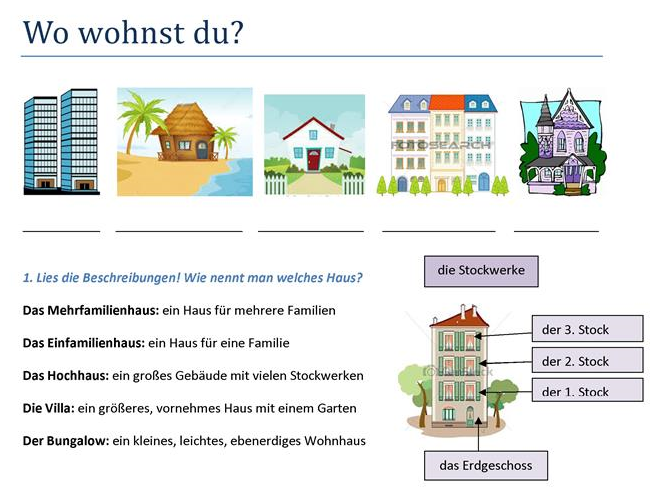 Wo wohnst du?
FOTOSEARCH
1. Lies die Beschreibungen! Wie nennt man welches Haus?
die Stockwerke
Das Mehrfamilienhaus: ein Haus für mehrere Familien
Das Einfamilienhaus: ein Haus für eine Familie
Das Hochhaus: ein großes Gebäude mit vielen Stockwerken
Die Villa: ein größeres, vornehmes Haus mit einem Garten
Der Bungalow: ein kleines, leichtes, ebenerdiges Wohnhaus
der 3. Stock
der 2. Stock
der 1. Stock
das Erdgeschoss